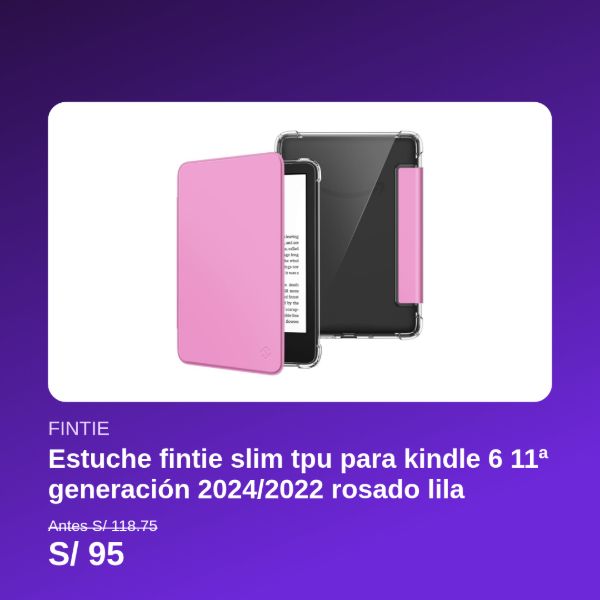 FINTIE
Estuche fintie slim tpu para kindle 6 11ª
generación 2024/2022 rosado lila
Antes S/ 118.75
S/ 95